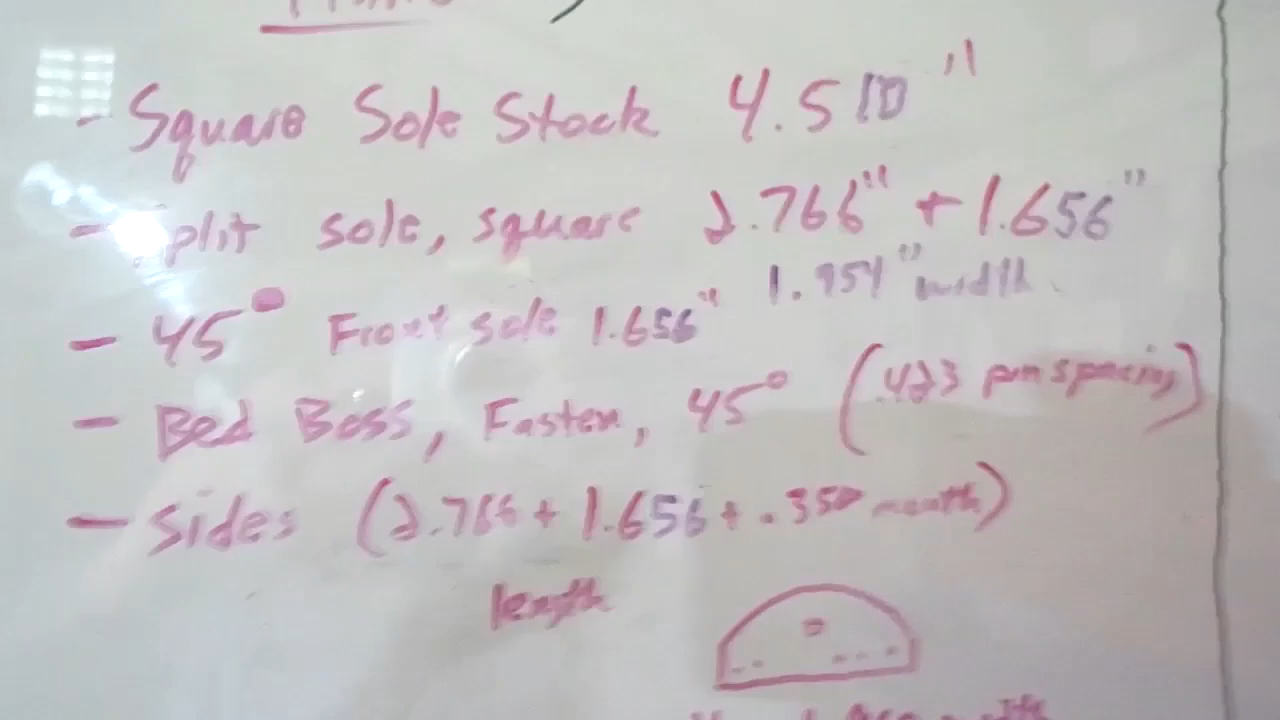 - Square Sole Stock 4.510"
- Split sole, square 2.766" + 1.656"
1.954" width
- 45° Front sole 1.656"
- Bed Boss, Fasten, 45° (.423 pin spacing)
- Sides (2.766 + 1.656 + .350 mouth)
length